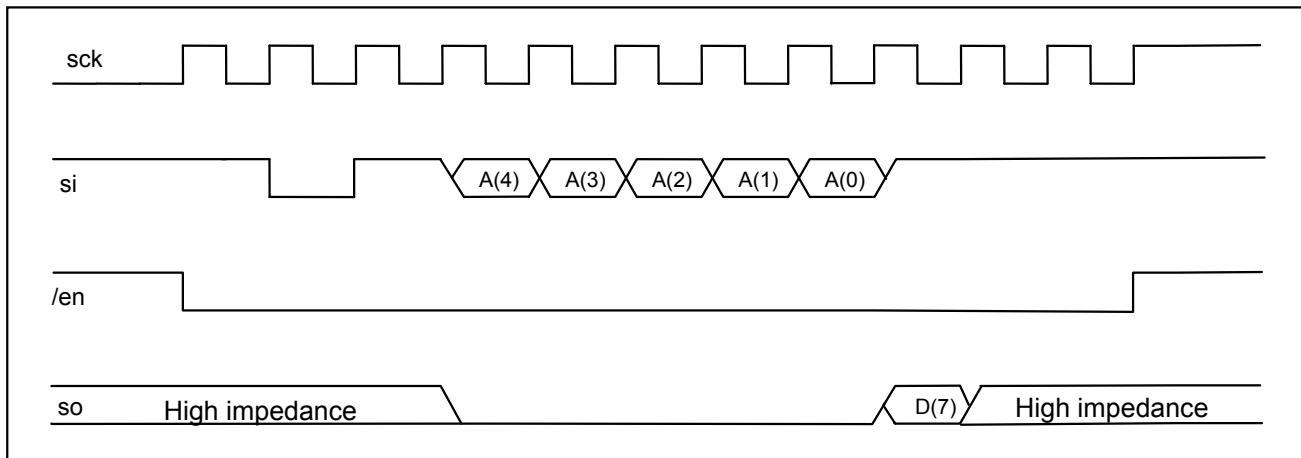 sck
si
A(4) A(3) A(2) A(1) A(0)
/en
so
High impedance
D(7)
High impedance